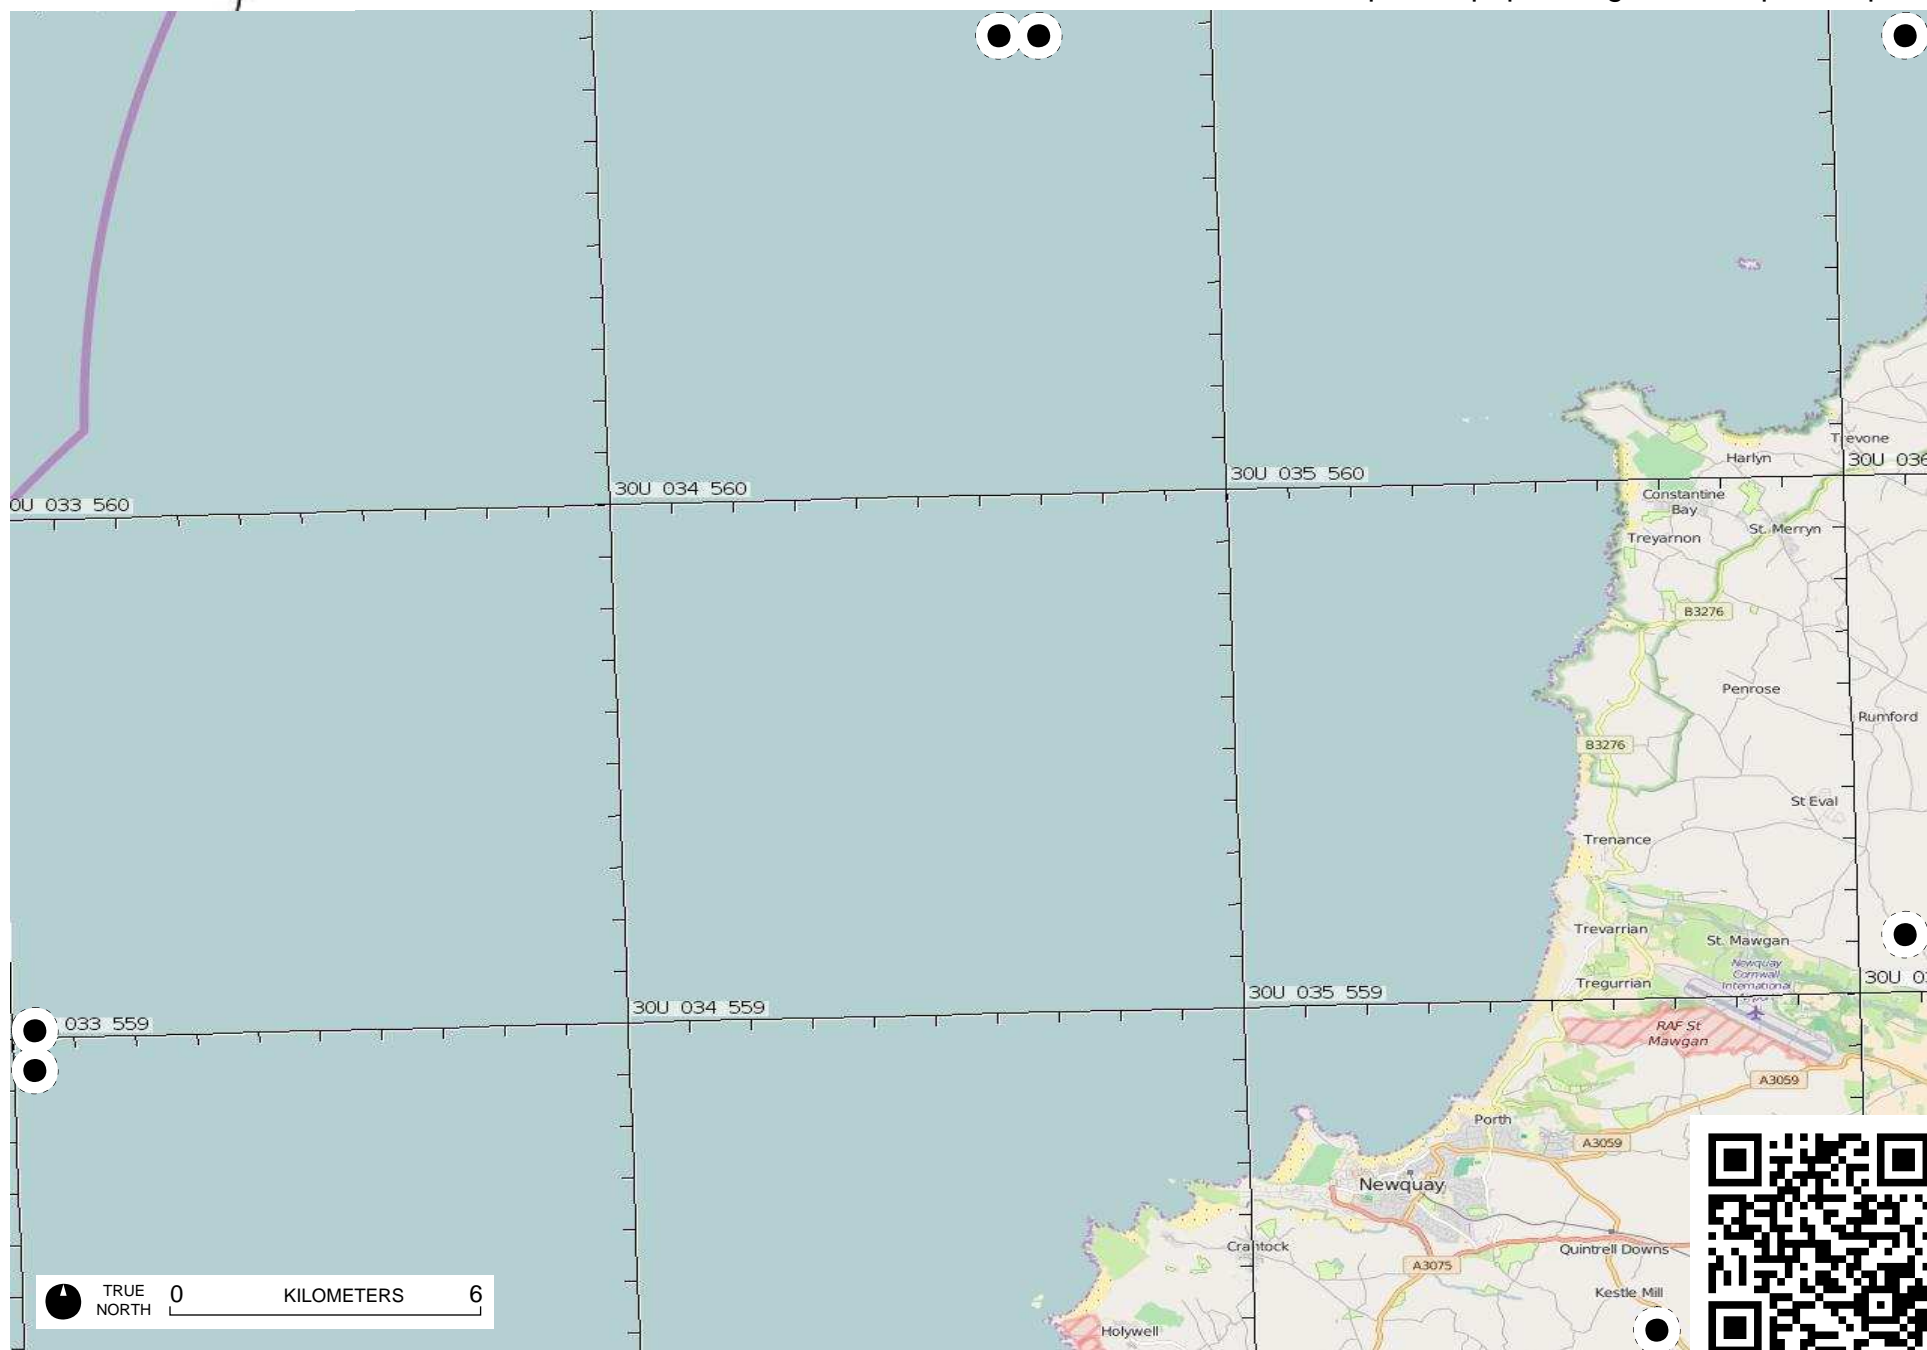 Trevone
Harlyn
30U 036
30U 035 560
30U 034 560
0U 033 560
Constantine
Bay
St. Merryn
Treyarnon
B3276
Penrose
Rumford
B3276
St Eval
Trenance
Trevarrian
St. Mawgan
Newquay
Cornwall
International
Airport
Tregurrian
30U 03
30U 035 559
30U 034 559
033 559
RAF St
Mawgan
A3059
Porth
A3059
Newquay
Crantock
Quintrell Downs
A3075
Kestle Mill
TRUE
NORTH
0 KILOMETERS 6
Holywell